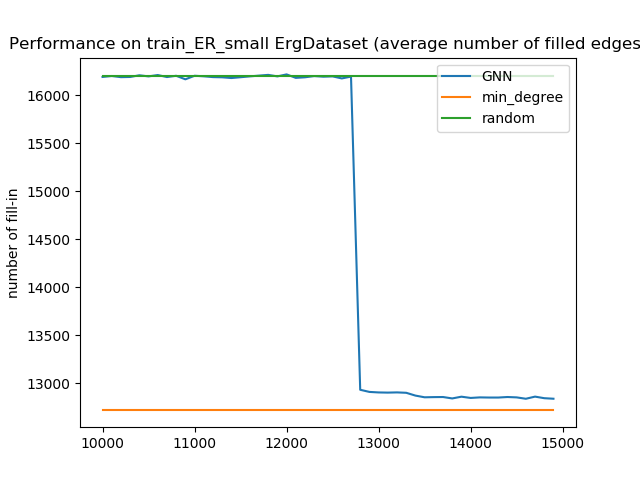 Performance on train_ER_small ErgDataset (average number of filled edges
GNN
min_degree
random
number of fill-in
16000
15500
15000
14500
14000
13500
13000
10000 11000 12000 13000 14000 15000